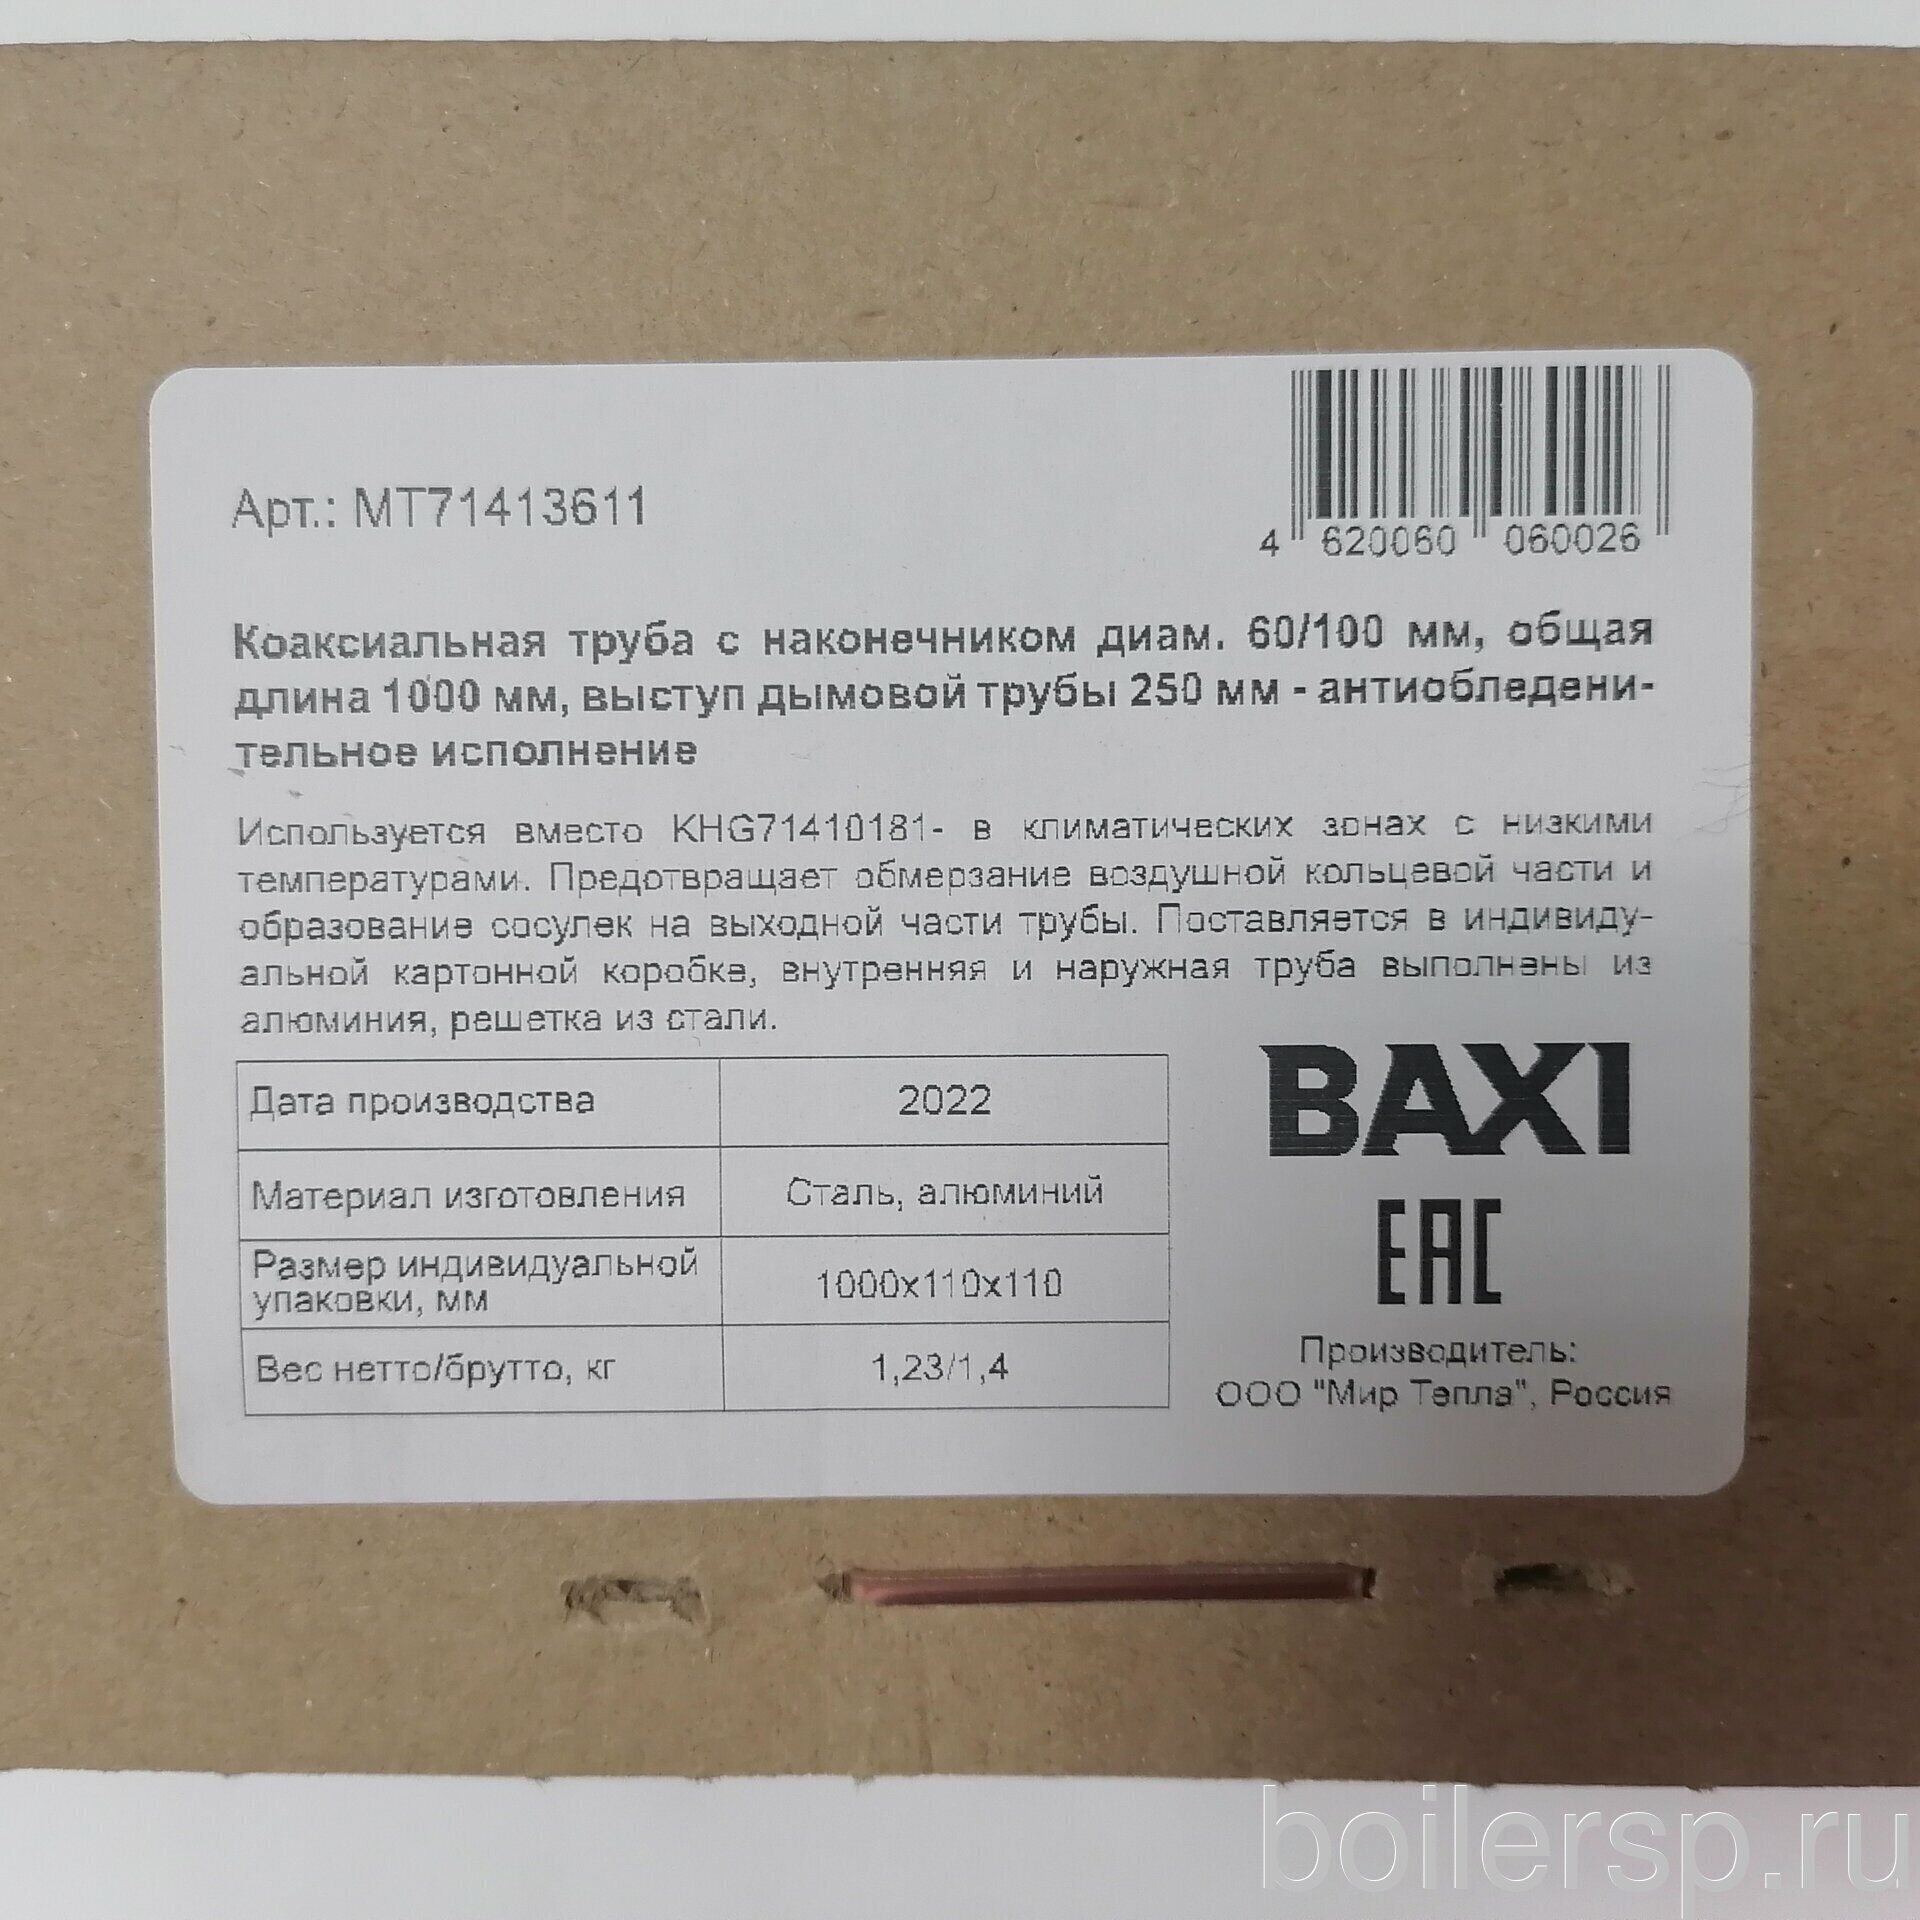 Арт.: МТ71413611
4 620060 060026
Коаксиальная труба с наконечником диам. 60/100 мм, общая
длина 1000 мм, выступ дымовой трубы 250 мм - антиобледени-
тельное исполнение
Используется вместо KHG71410181- в климатических зонах с низкими
температурами. Предотвращает обмерзание воздушной кольцевой части и
образование сосулек на выходной части трубы. Поставляется в индивиду-
альной картонной коробке, внутренняя и наружная труба выполнены из
алюминия, решетка из стали.
Дата производства 2022
Материал изготовления Сталь, алюминий
Размер индивидуальной
упаковки, мм 1000х110х110
Вес нетто/брутто, кг 1,23/1,4
BAXI
EAC
Производитель:
ООО "Мир Тепла", Россия
boilersp.ru